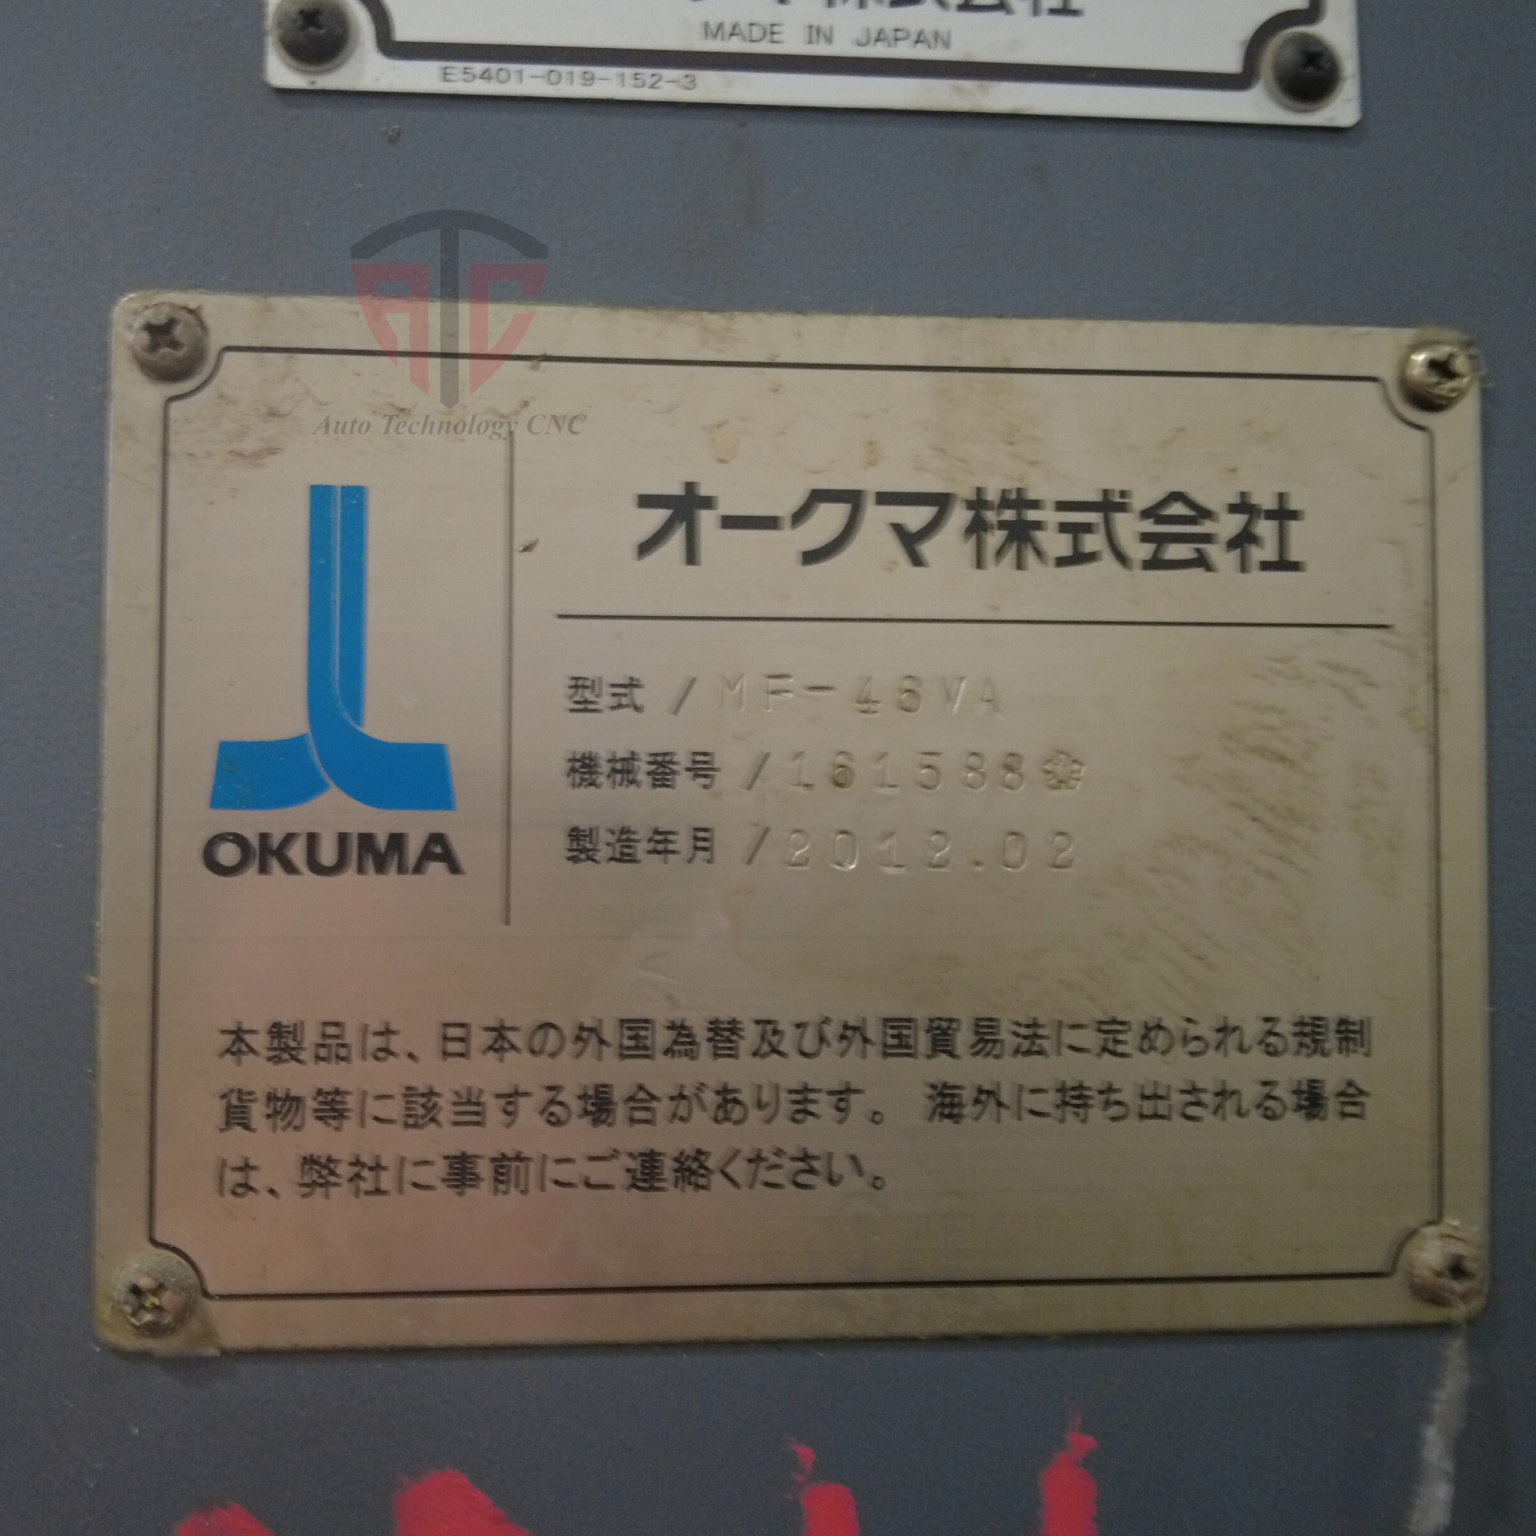 MADE IN JAPAN
E5401-019-152-3
Auto Technology CNC
オークマ株式会社
OKUMA
型式 / MF-46VA
機械番号 / 161588
製造年月 / 2012.02
本製品は、日本の外国為替及び外国貿易法に定められる規制
貨物等に該当する場合があります。 海外に持ち出される場合
は、弊社に事前にご連絡ください。